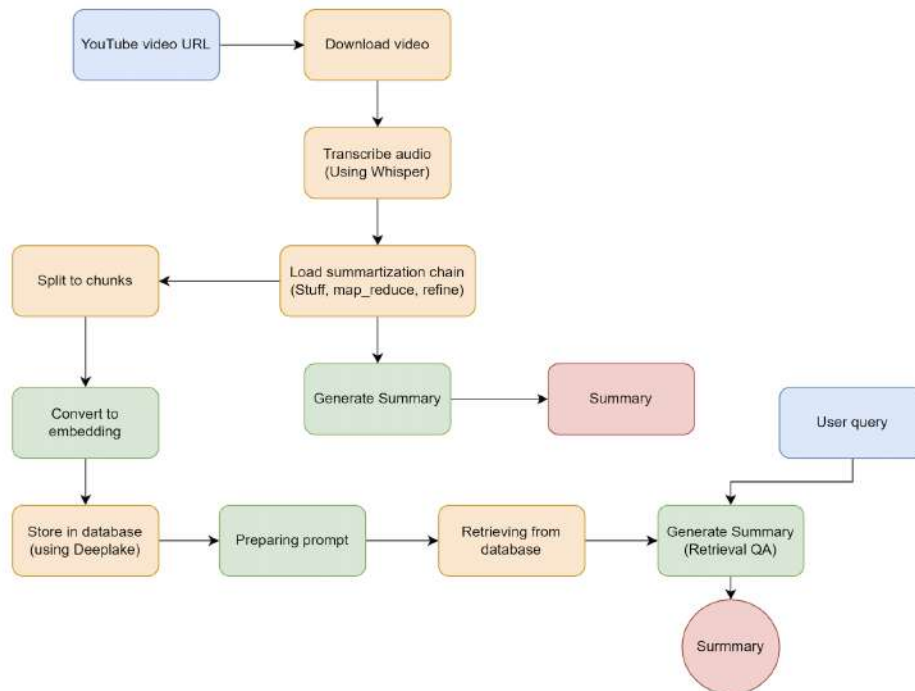 YouTube video URL
Download video
Transcribe audio
(Using Whisper)
Split to chunks
Load summartization chain
(Stuff, map_reduce, refine)
Convert to
embedding
Generate Summary
Summary
User query
Store in database
(using Deeplake)
Preparing prompt
Retrieving from
database
Generate Summary
(Retrieval QA)
Surmmary